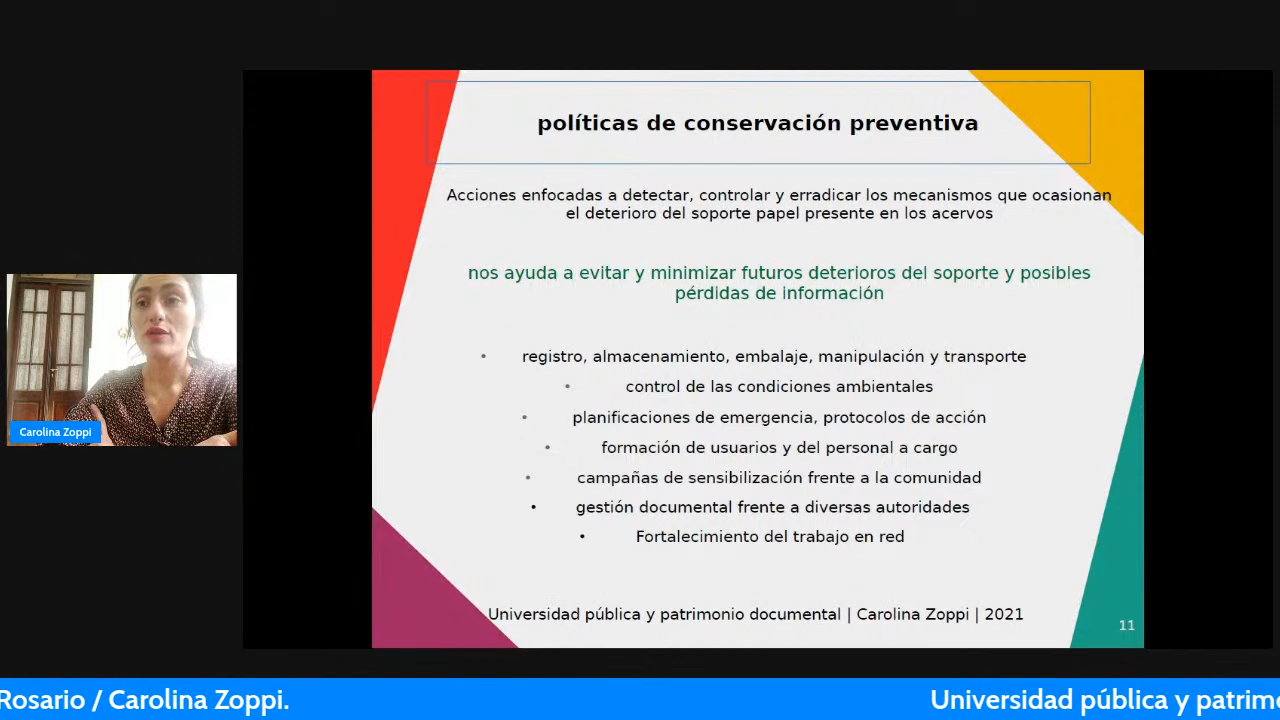 políticas de conservación preventiva
Acciones enfocadas a detectar, controlar y erradicar los mecanismos que ocasionan
el deterioro del soporte papel presente en los acervos
nos ayuda a evitar y minimizar futuros deterioros del soporte y posibles
pérdidas de información
• registro, almacenamiento, embalaje, manipulación y transporte
• control de las condiciones ambientales
• planificaciones de emergencia, protocolos de acción
• formación de usuarios y del personal a cargo
• campañas de sensibilización frente a la comunidad
• gestión documental frente a diversas autoridades
• Fortalecimiento del trabajo en red
Universidad pública y patrimonio documental | Carolina Zoppi | 2021
11
Carolina Zoppi
Rosario / Carolina Zoppi.
Universidad pública y patrim